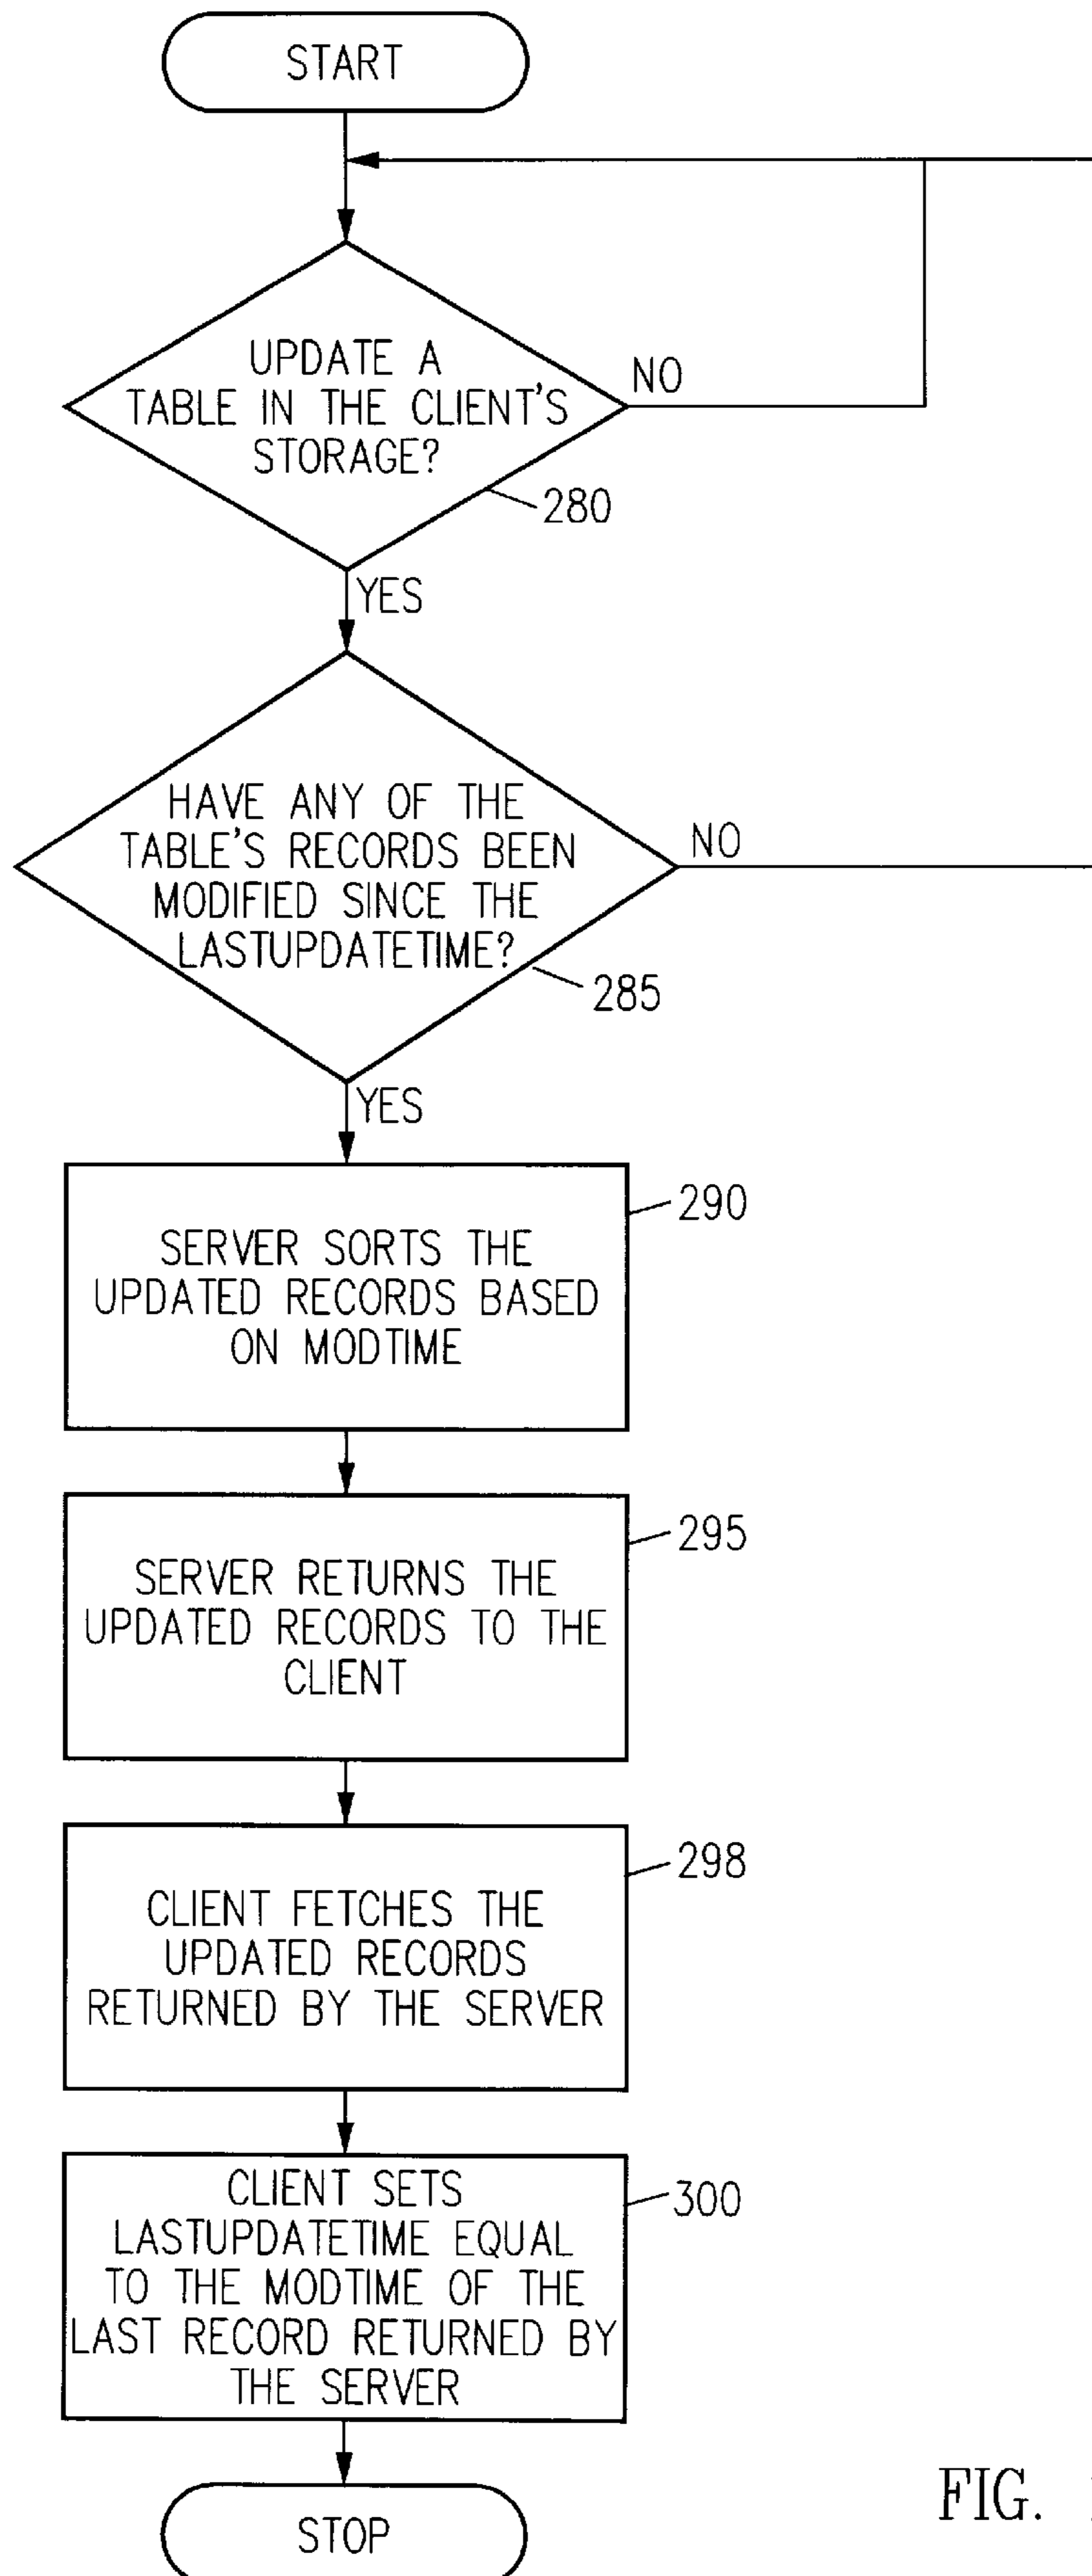 START
UPDATE A
TABLE IN THE CLIENT'S
STORAGE?
NO
280
YES
HAVE ANY OF THE
TABLE'S RECORDS BEEN
MODIFIED SINCE THE
LASTUPDATETIME?
NO
285
YES
290
SERVER SORTS THE
UPDATED RECORDS BASED
ON MODTIME
295
SERVER RETURNS THE
UPDATED RECORDS TO THE
CLIENT
298
CLIENT FETCHES THE
UPDATED RECORDS
RETURNED BY THE SERVER
300
CLIENT SETS
LASTUPDATETIME EQUAL
TO THE MODTIME OF THE
LAST RECORD RETURNED BY
THE SERVER
STOP
FIG.